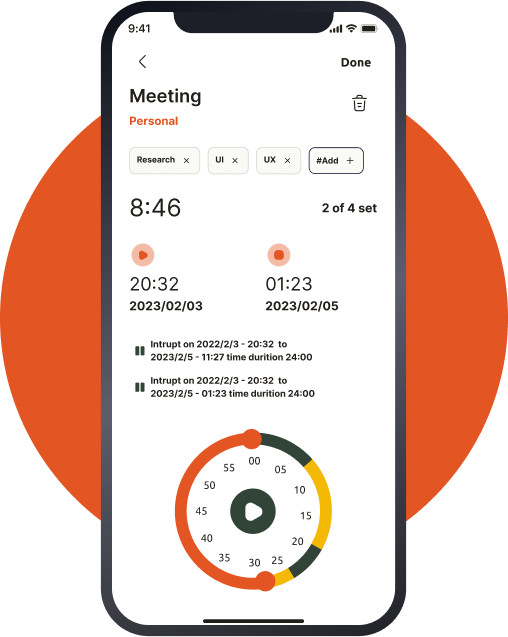 9:41
Done
Meeting
Personal
Research ×
UI ×
UX ×
#Add +
8:46
2 of 4 set
20:32
2023/02/03
01:23
2023/02/05
Intrupt on 2022/2/3 - 20:32 to
2023/2/5 - 11:27 time durition 24:00
Intrupt on 2022/2/3 - 20:32 to
2023/2/5 - 01:23 time durition 24:00
00
05
10
15
20
25
30
35
40
45
50
55